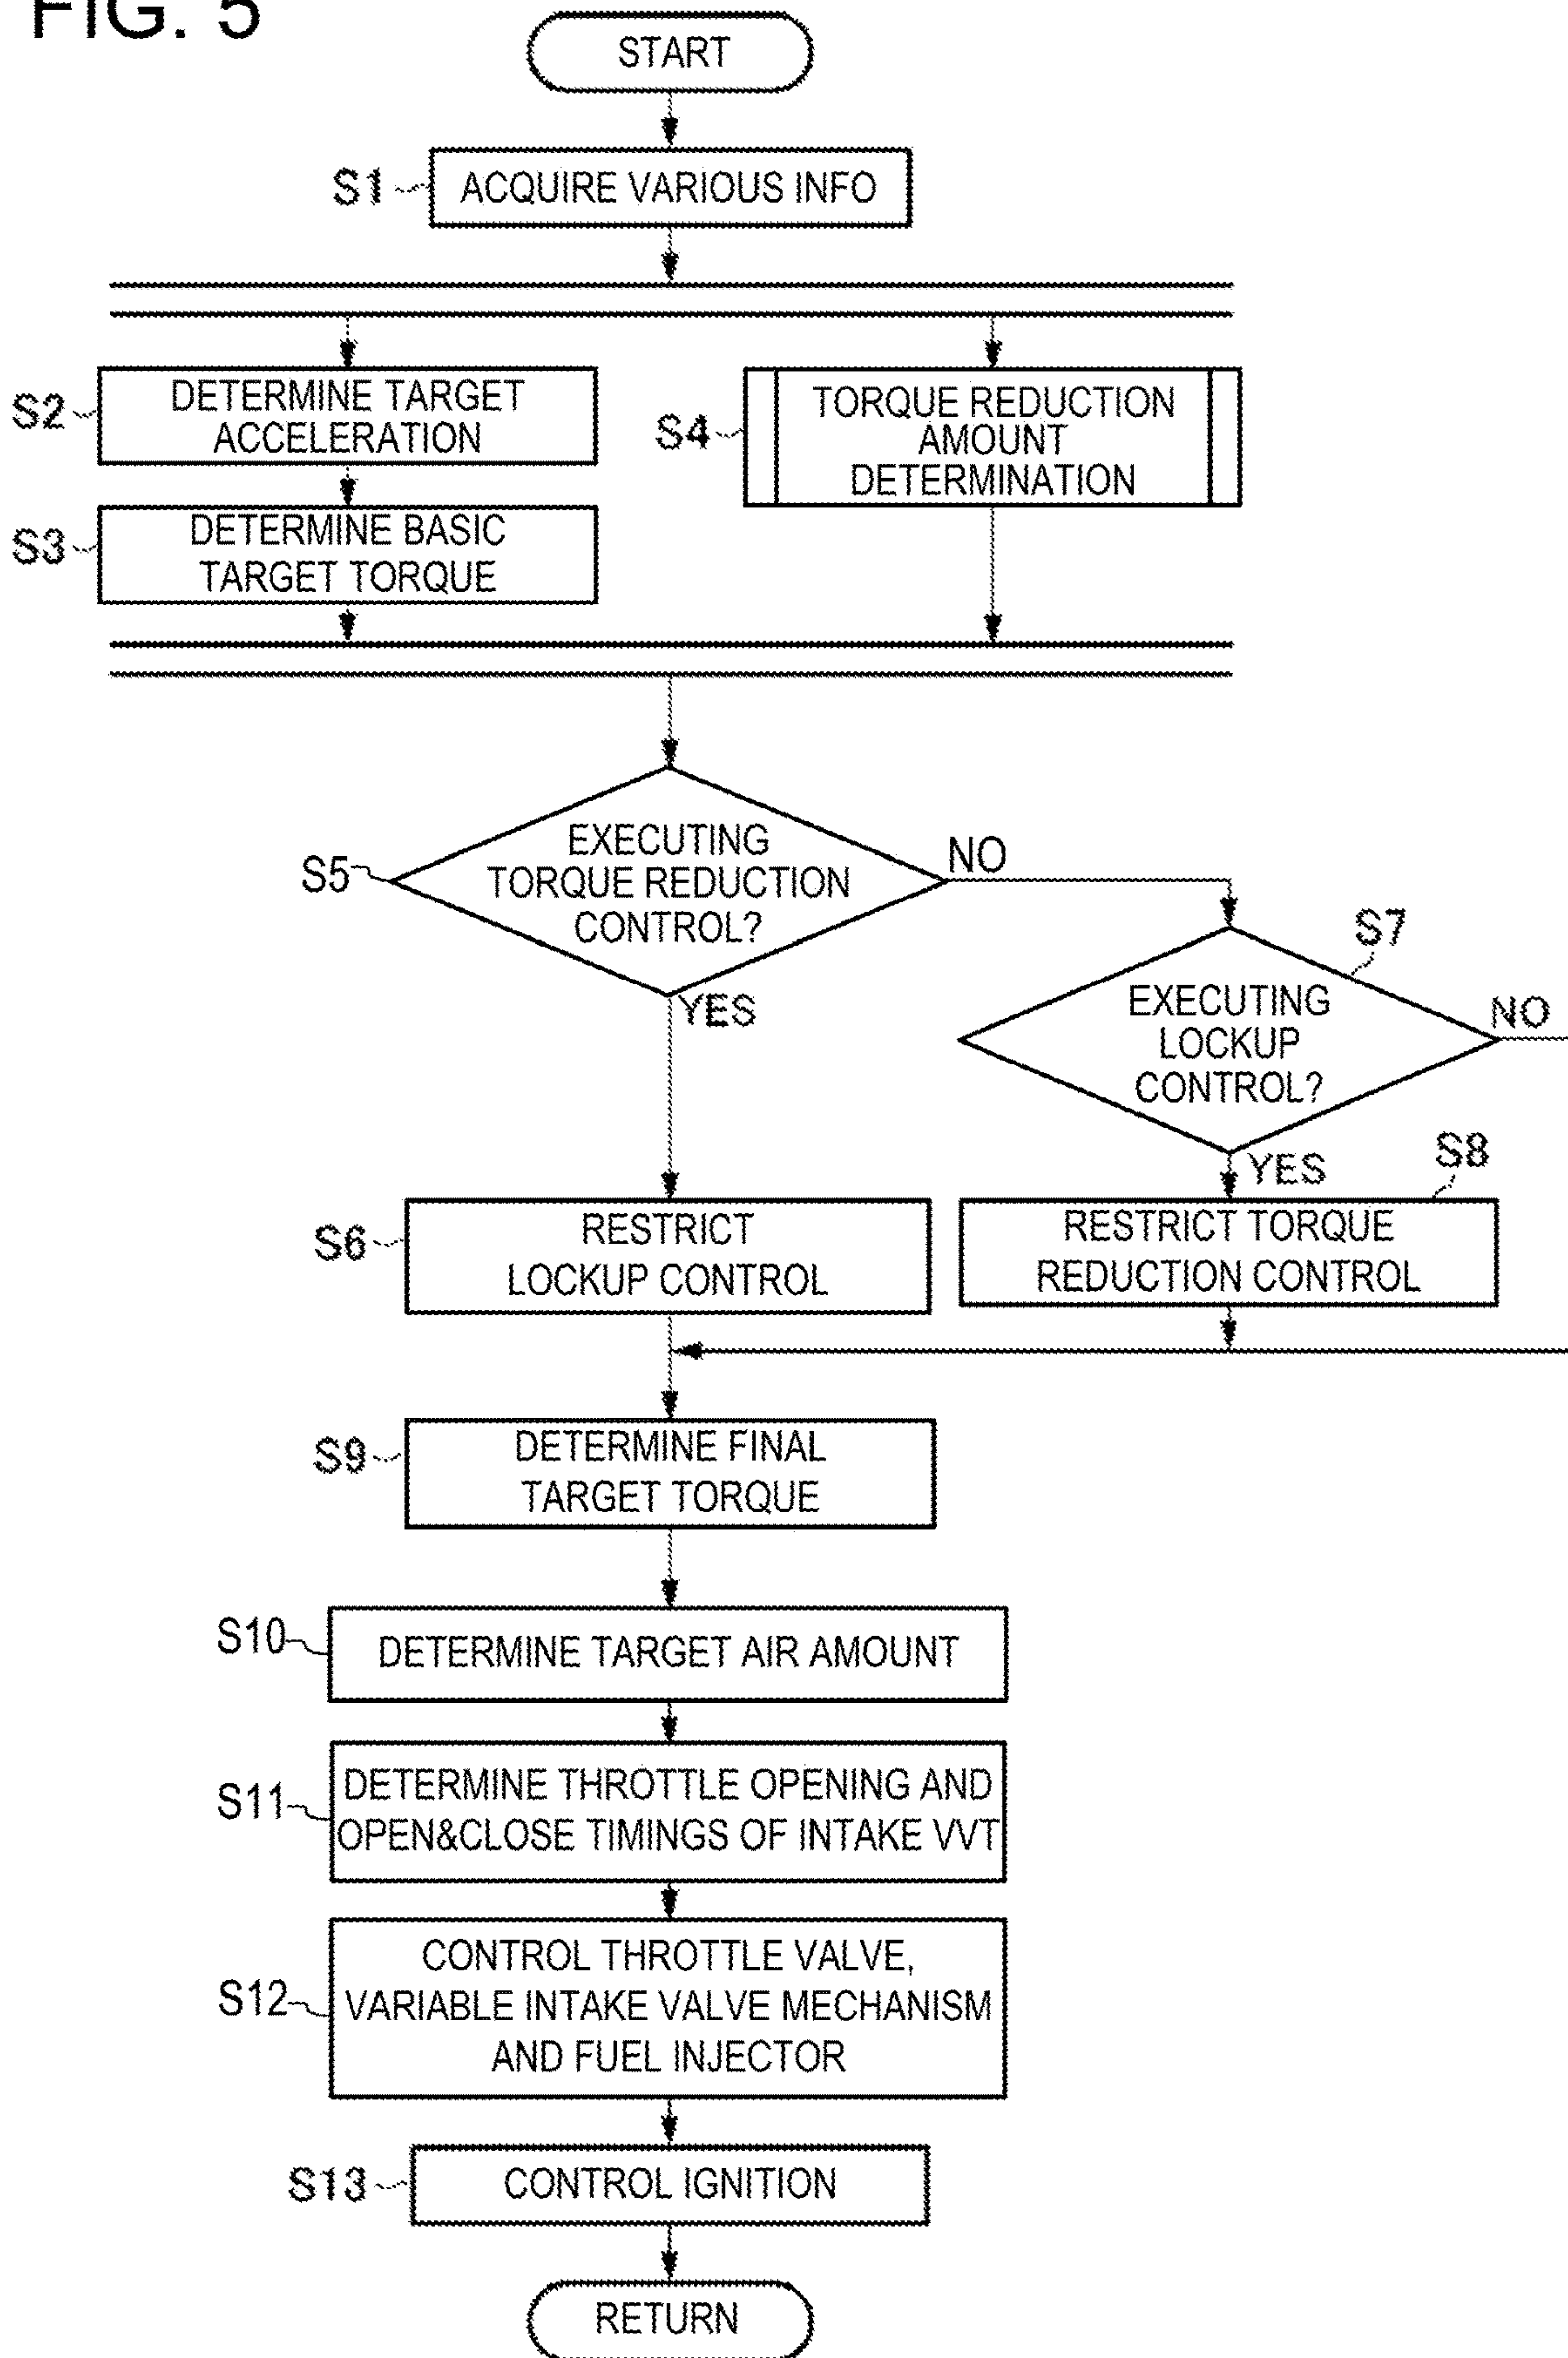 FIG. 5
START
S1
ACQUIRE VARIOUS INFO
S2
DETERMINE TARGET
ACCELERATION
S4
TORQUE REDUCTION
AMOUNT
DETERMINATION
S3
DETERMINE BASIC
TARGET TORQUE
S5
EXECUTING
TORQUE REDUCTION
CONTROL?
NO
YES
S7
EXECUTING
LOCKUP
CONTROL?
NO
YES
S6
RESTRICT
LOCKUP CONTROL
S8
RESTRICT TORQUE
REDUCTION CONTROL
S9
DETERMINE FINAL
TARGET TORQUE
S10
DETERMINE TARGET AIR AMOUNT
S11
DETERMINE THROTTLE OPENING AND
OPEN&CLOSE TIMINGS OF INTAKE VVT
S12
CONTROL THROTTLE VALVE,
VARIABLE INTAKE VALVE MECHANISM
AND FUEL INJECTOR
S13
CONTROL IGNITION
RETURN